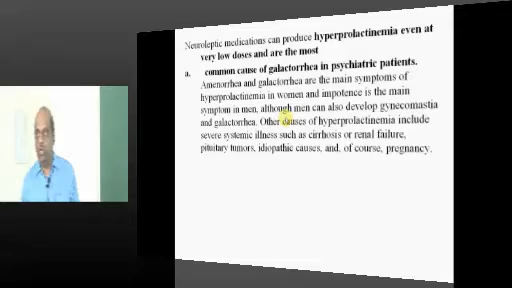 Neuroleptic medications can produce hyperprolactinemia even at
very low doses and are the most
a. common cause of galactorrhea in psychiatric patients.
Amenorrhea and galactorrhea are the main symptoms of
hyperprolactinemia in women and impotence is the main
symptom in men, although men can also develop gynecomastia
and galactorrhea. Other causes of hyperprolactinemia include
severe systemic illness such as cirrhosis or renal failure,
pituitary tumors, idiopathic causes, and, of course, pregnancy.